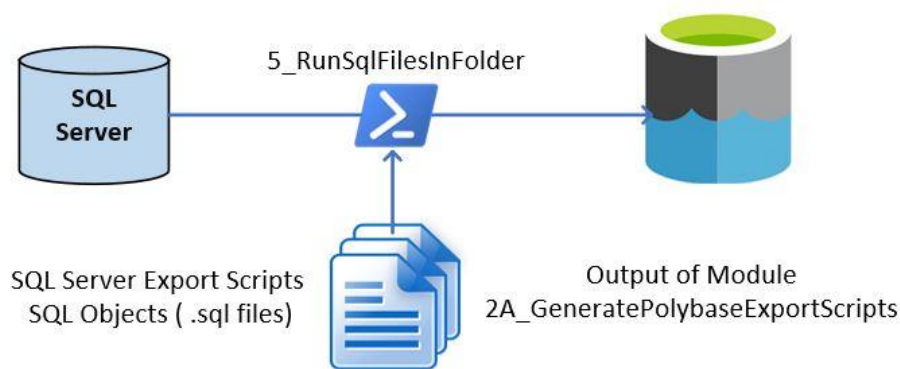 5_RunSqlFilesInFolder
SQL
Server
SQL Server Export Scripts
SQL Objects ( .sql files)
Output of Module
2A_GeneratePolybaseExportScripts